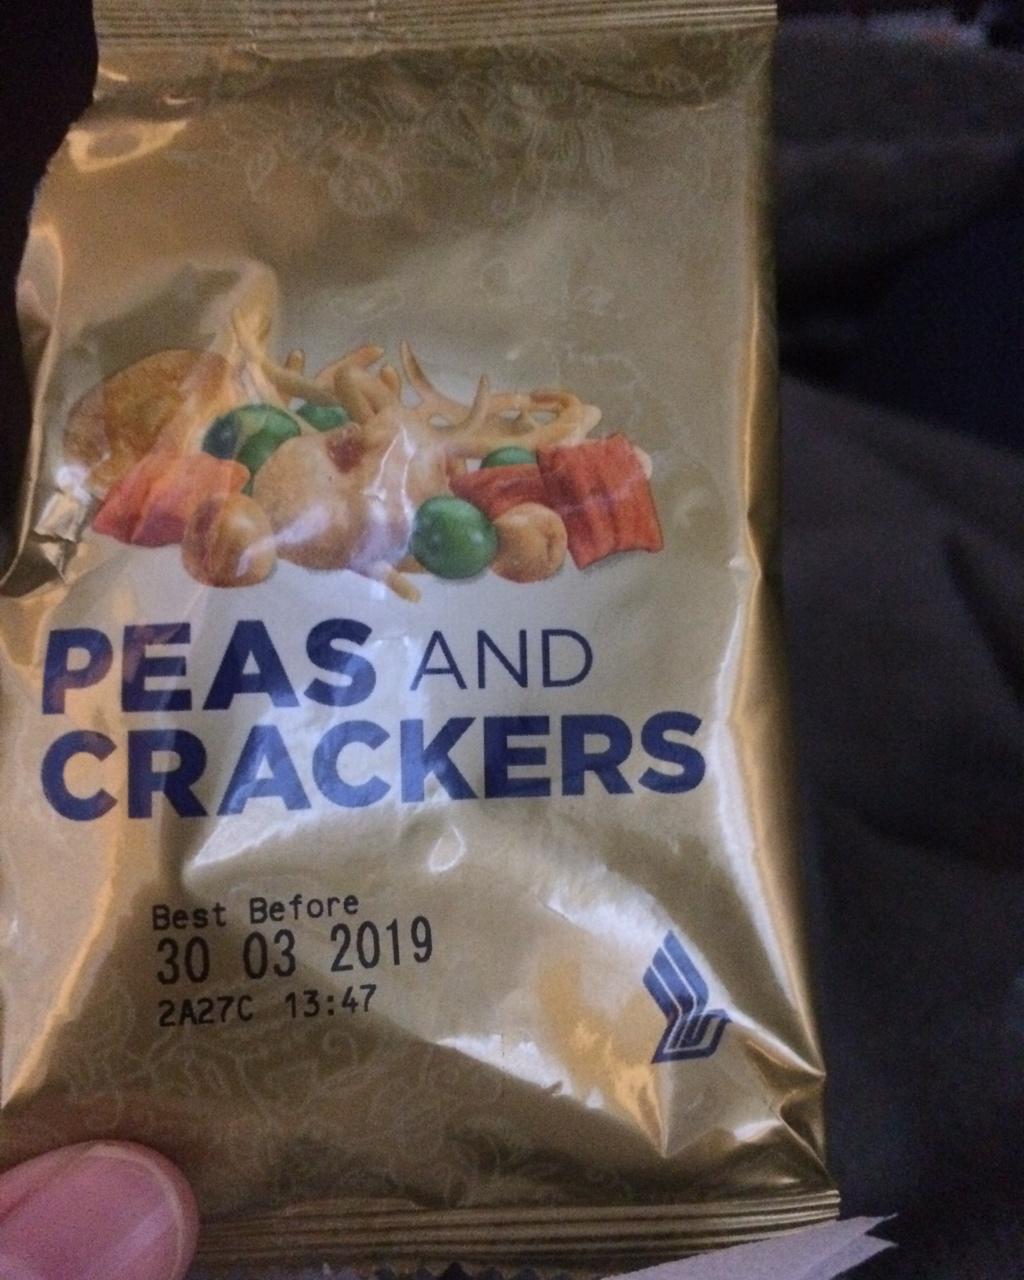 PEAS AND
CRACKERS
Best Before
30 03 2019
2A27C 13:47